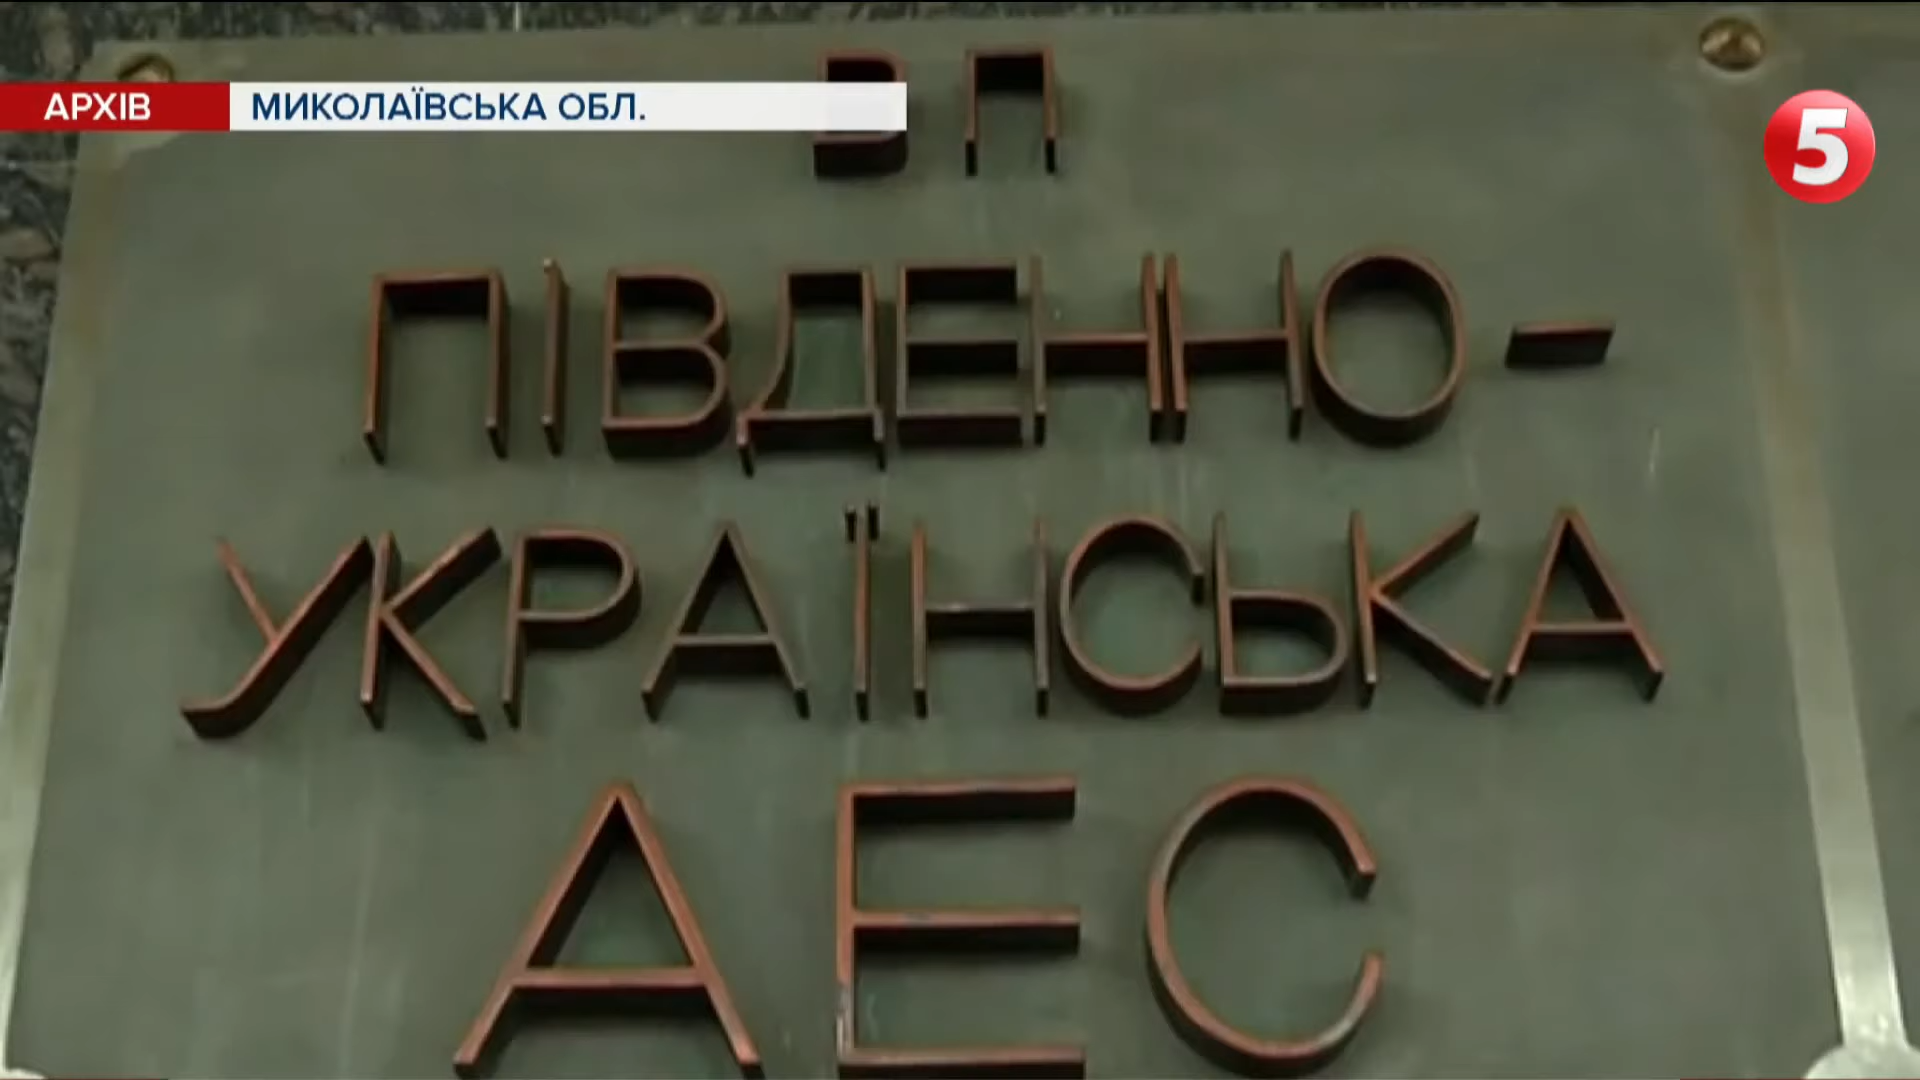 АРХІВ
МИКОЛАЇВСЬКА ОБЛ.
5
ВП
ПІВДЕННО-
УКРАЇНСЬКА
АЕС